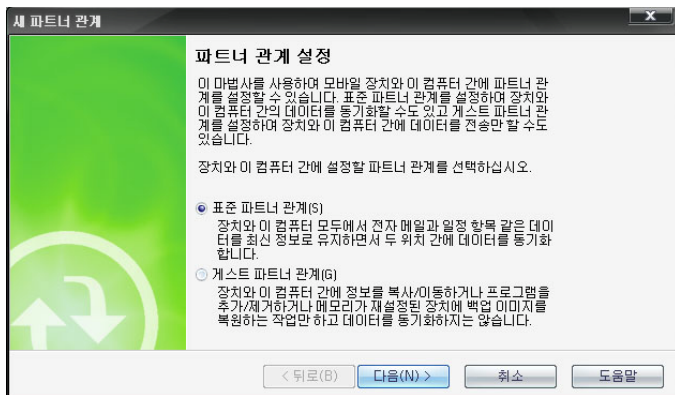 새 파트너 관계
파트너 관계 설정
이 마법사를 사용하여 모바일 장치와 이 컴퓨터 간에 파트너 관
계를 설정할 수 있습니다. 표준 파트너 관계를 설정하여 장치와
이 컴퓨터 간의 데이터를 동기화할 수도 있고 게스트 파트너 관
계를 설정하여 장치와 이 컴퓨터 간에 데이터를 전송만 할 수도
있습니다.
장치와 이 컴퓨터 간에 설정할 파트너 관계를 선택하십시오.
표준 파트너 관계(S)
장치와 이 컴퓨터 모두에서 전자 메일과 일정 항목 같은 데이
터를 최신 정보로 유지하면서 두 위치 간에 데이터를 동기화
합니다.
게스트 파트너 관계(G)
장치와 이 컴퓨터 간에 정보를 복사/이동하거나 프로그램을
추가/제거하거나 메모리가 재설정된 장치에 백업 이미지를
복원하는 작업만 하고 데이터를 동기화하지는 않습니다.
< 뒤로(B) 다음(N) > 취소 도움말